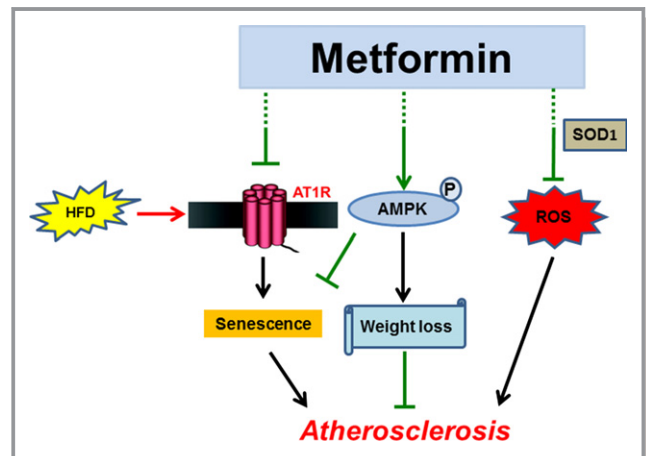 Metformin
SOD1
HFD
AT1R
AMPK
P
ROS
Senescence
Weight loss
Atherosclerosis